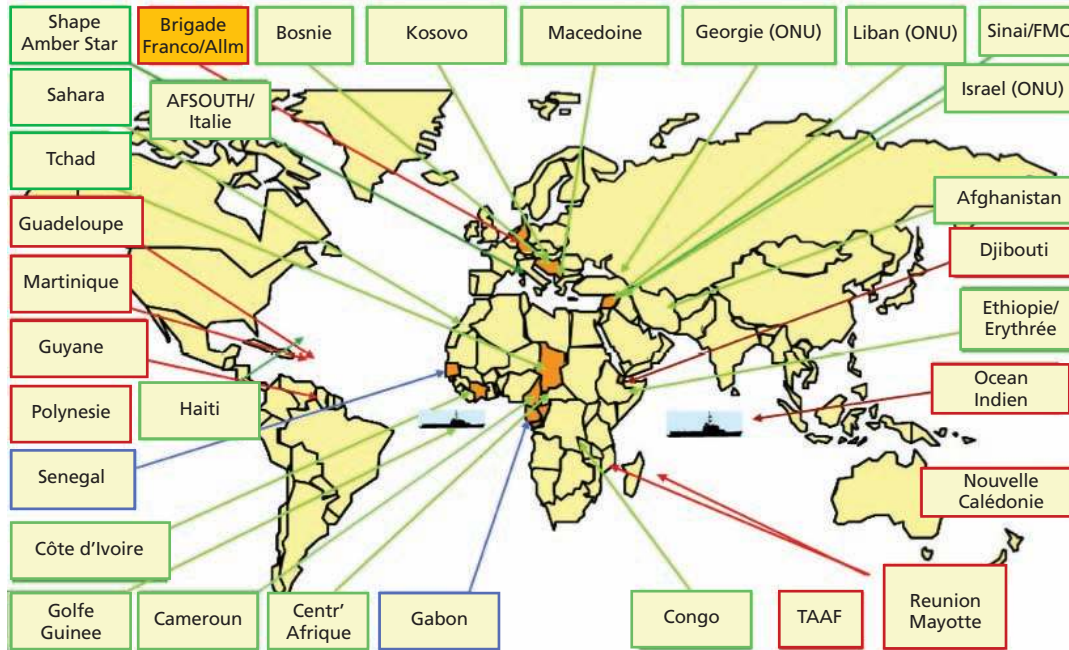 Shape
Amber Star
Brigade
Franco/Allm
Bosnie
Kosovo
Macedoine
Georgie (ONU)
Liban (ONU)
Sinai/FMO
Sahara
AFSOUTH/
Italie
Israel (ONU)
Tchad
Afghanistan
Guadeloupe
Djibouti
Martinique
Ethiopie/
Erythrée
Guyane
Haiti
Ocean
Indien
Polynesie
Senegal
Nouvelle
Calédonie
Côte d'Ivoire
Golfe
Guinee
Cameroun
Centr'
Afrique
Gabon
Congo
TAAF
Reunion
Mayotte